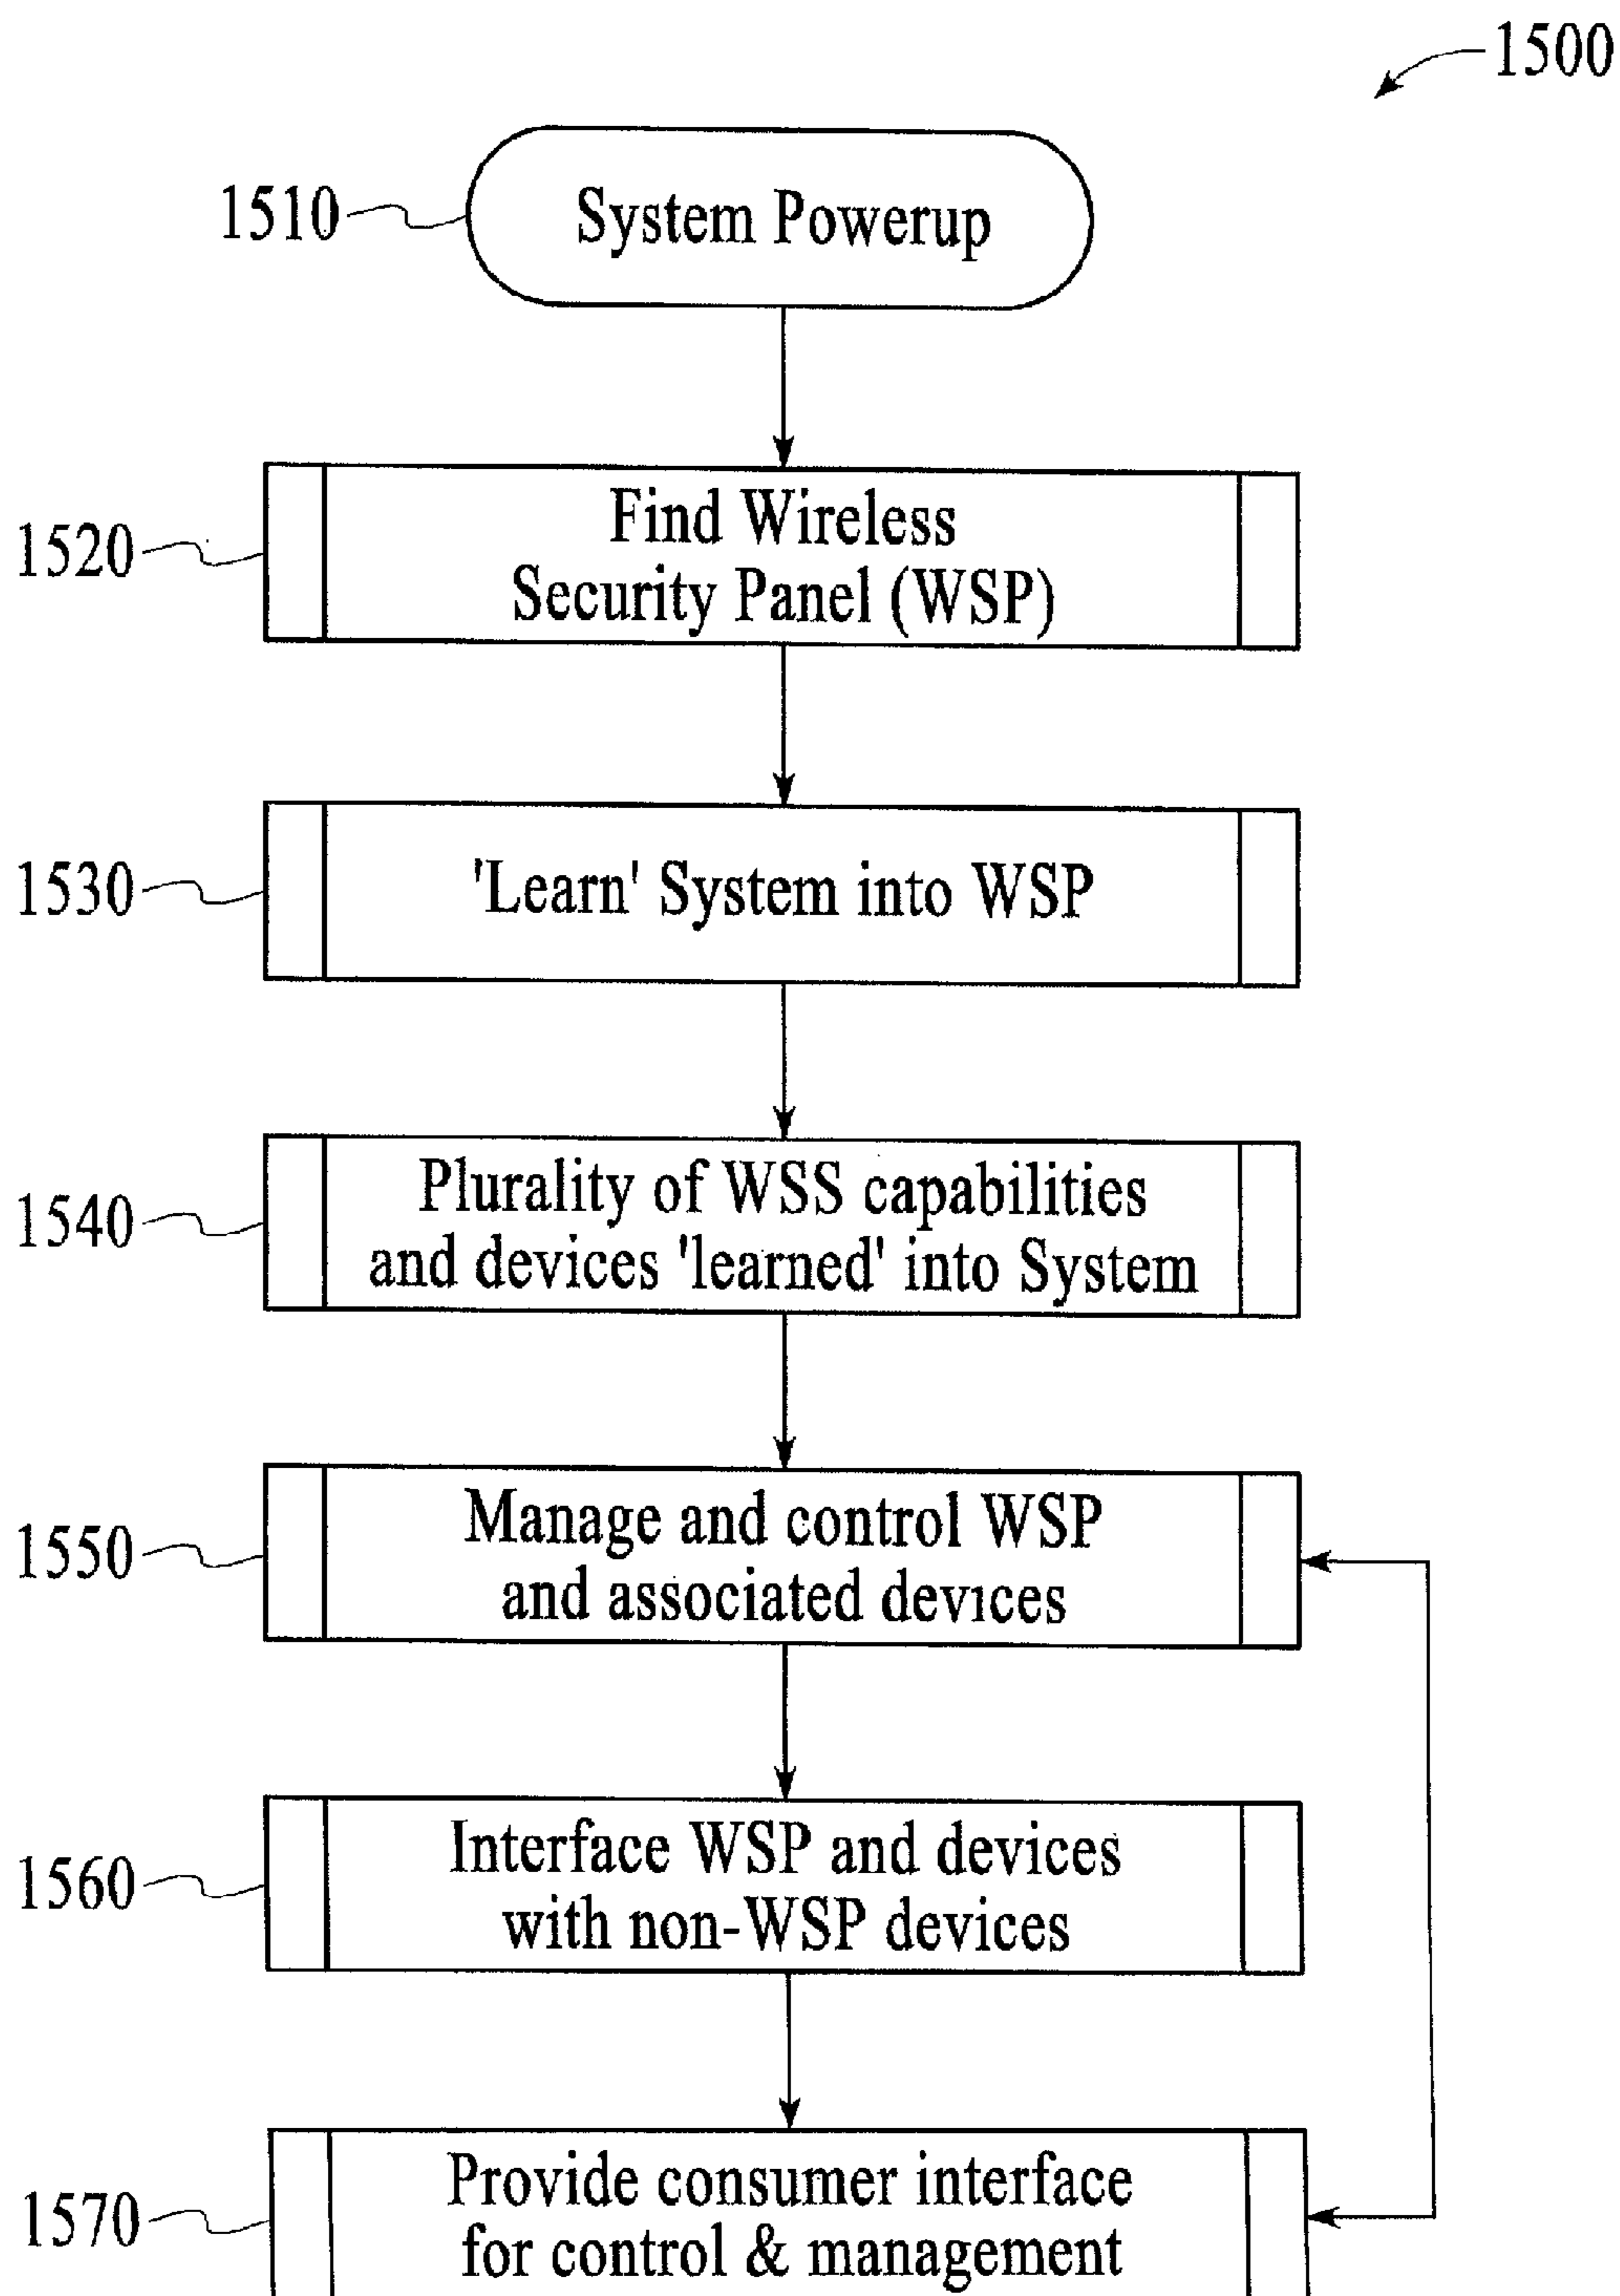 1500
1510
System Powerup
1520
Find Wireless
Security Panel (WSP)
1530
'Learn' System into WSP
1540
Plurality of WSS capabilities
and devices 'learned' into System
1550
Manage and control WSP
and associated devices
1560
Interface WSP and devices
with non-WSP devices
1570
Provide consumer interface
for control & management